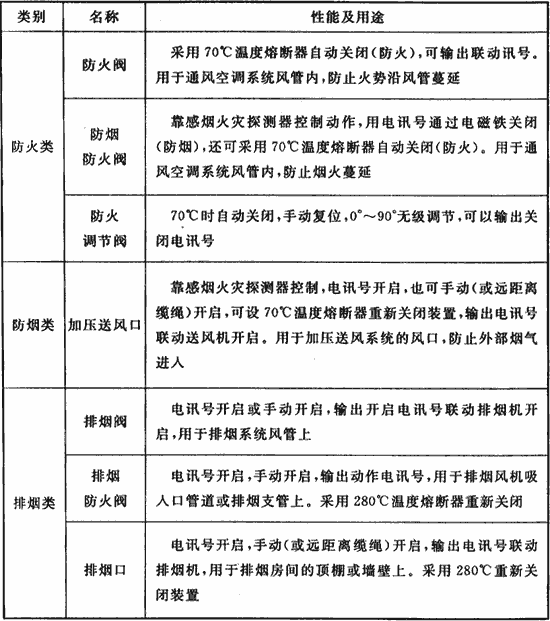 类别 名称 性能及用途
防火类
防火阀
采用70℃温度熔断器自动关闭(防火),可输出联动讯号。
用于通风空调系统风管内,防止火势沿风管蔓延
防烟
防火阀
靠感烟火灾探测器控制动作,用电讯号通过电磁铁关闭
(防烟),还可采用70℃温度熔断器自动关闭(防火)。用于通
风空调系统风管内,防止烟火蔓延
防火
调节阀
70℃时自动关闭,手动复位,0°～90°无级调节,可以输出关
闭电讯号
防烟类
加压送风口
靠感烟火灾探测器控制,电讯号开启,也可手动(或远距离
缆绳)开启,可设70℃温度熔断器重新关闭装置,输出电讯号
联动送风机开启。用于加压送风系统的风口,防止外部烟气
进人
排烟类
排烟阀
电讯号开启或手动开启,输出开启电讯号联动排烟机开
启,用于排烟系统风管上
排烟
防火阀
电讯号开启,手动开启,输出动作电讯号,用于排烟风机吸
人口管道或排烟支管上。采用280℃温度熔断器重新关闭
排烟口
电讯号开启,手动(或远距离缆绳)开启,输出电讯号联动
排烟机,用于排烟房间的顶棚或墙壁上。采用280℃重新关
闭装置